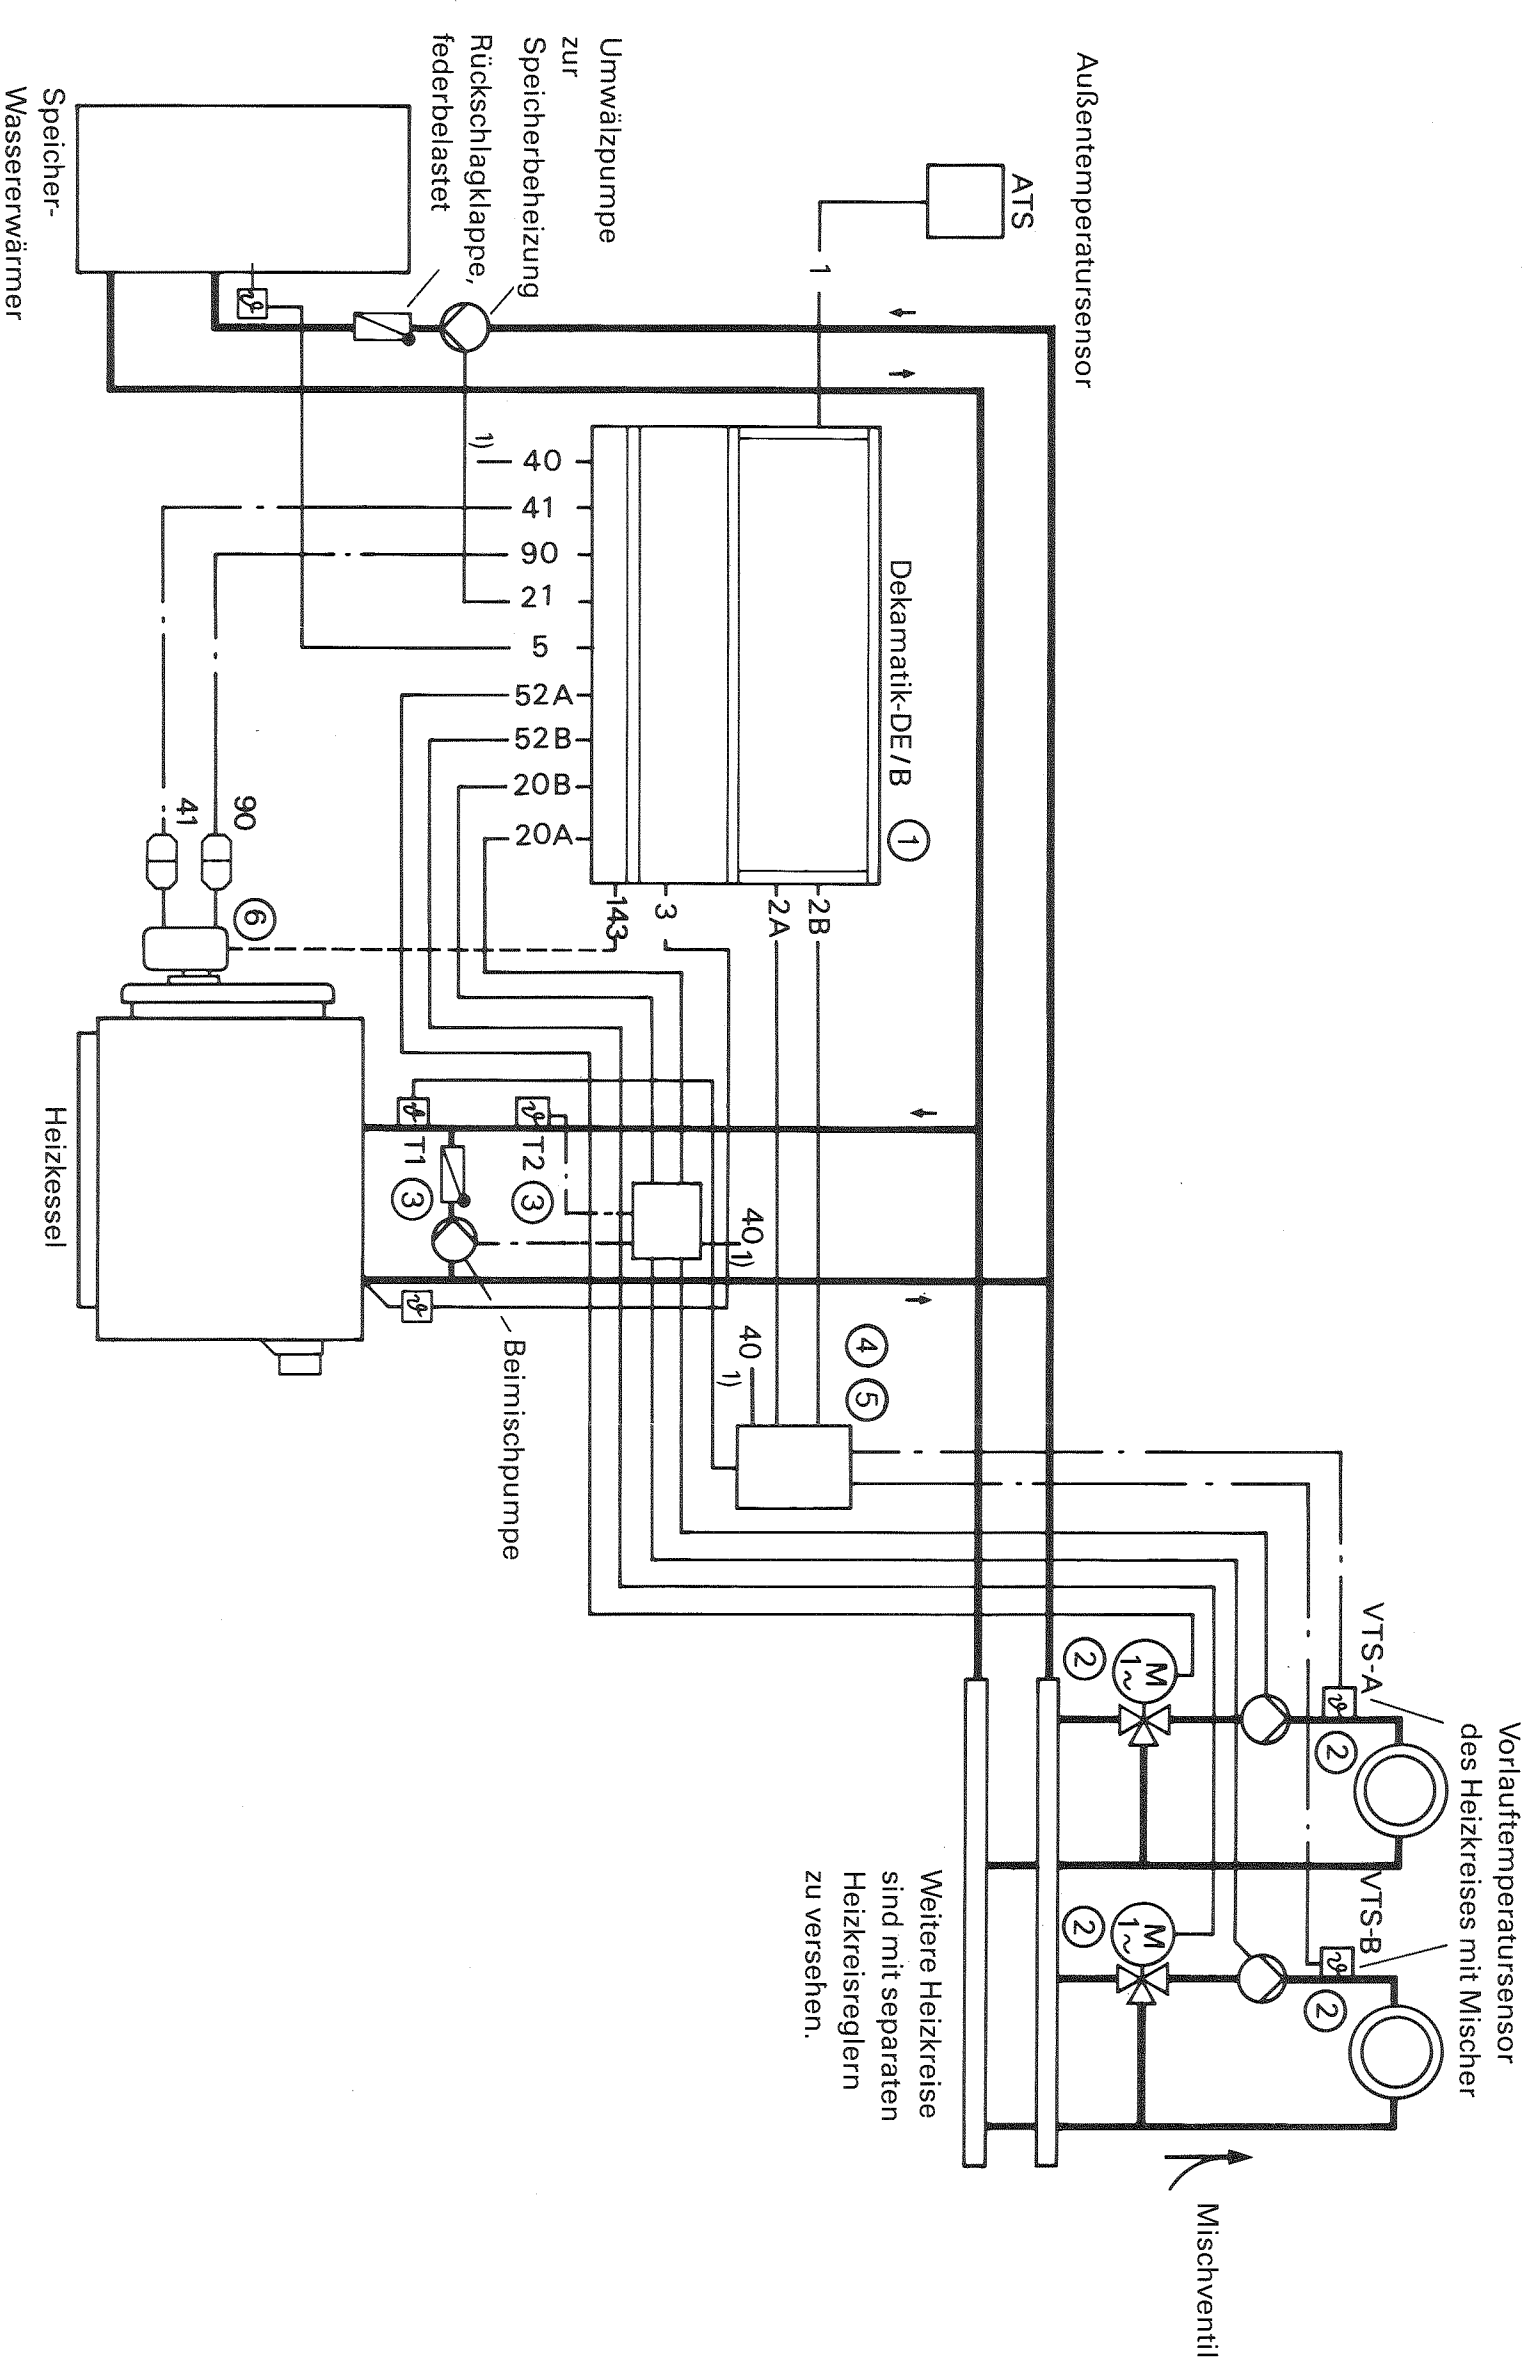 Außentemperatursensor
ATS
1
Umwälzpumpe
zur
Speicherbeheizung
Rückschlagklappe,
federbelastet
Speicher-
Wassererwärmer
ϑ
Dekamatik-DE/B
1
40
1)
41
90
21
5
52A
52B
20B
20A
143
3
2A
2B
90
41
6
Heizkessel
ϑ
T1
3
ϑ
T2
3
40
1)
ϑ
Beimischpumpe
4
5
40
1)
Vorlauftemperatursensor
des Heizkreises mit Mischer
VTS-A
ϑ
2
M
1~
2
VTS-B
ϑ
2
M
1~
2
Weitere Heizkreise
sind mit separaten
Heizkreisreglern
zu versehen.
Mischventil